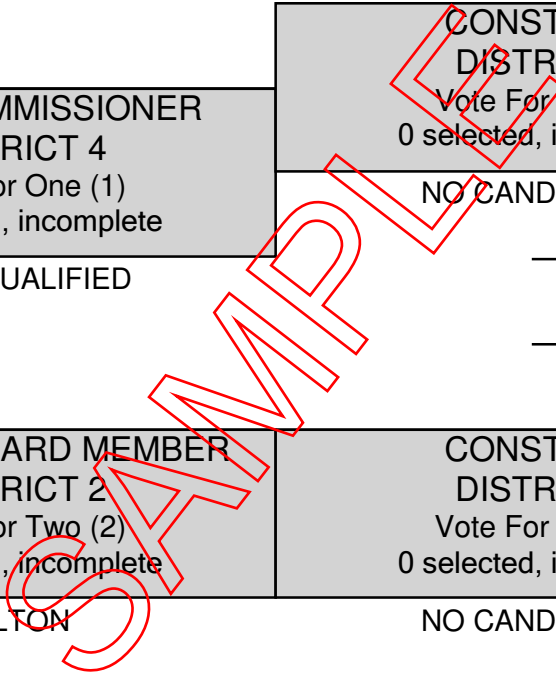 MMISSIONER
RICT 4
or One (1)
, incomplete
UALIFIED
ARD MEMBER
RICT 2
or Two (2)
, incomplete
LTON
CONST
DISTR
Vote For
0 selected, i
NO CAND
CONST
DISTR
Vote For
0 selected, i
NO CAND
SAMPLE